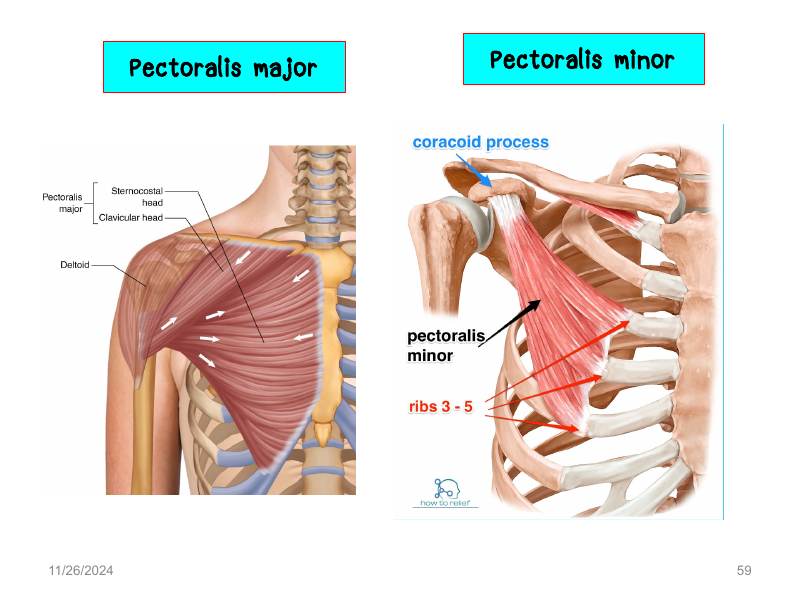 Pectoralis major
Pectoralis minor
Pectoralis
major
Sternocostal
head
Clavicular head
Deltoid
coracoid process
pectoralis
minor
ribs 3 - 5
how to relief
11/26/2024
59